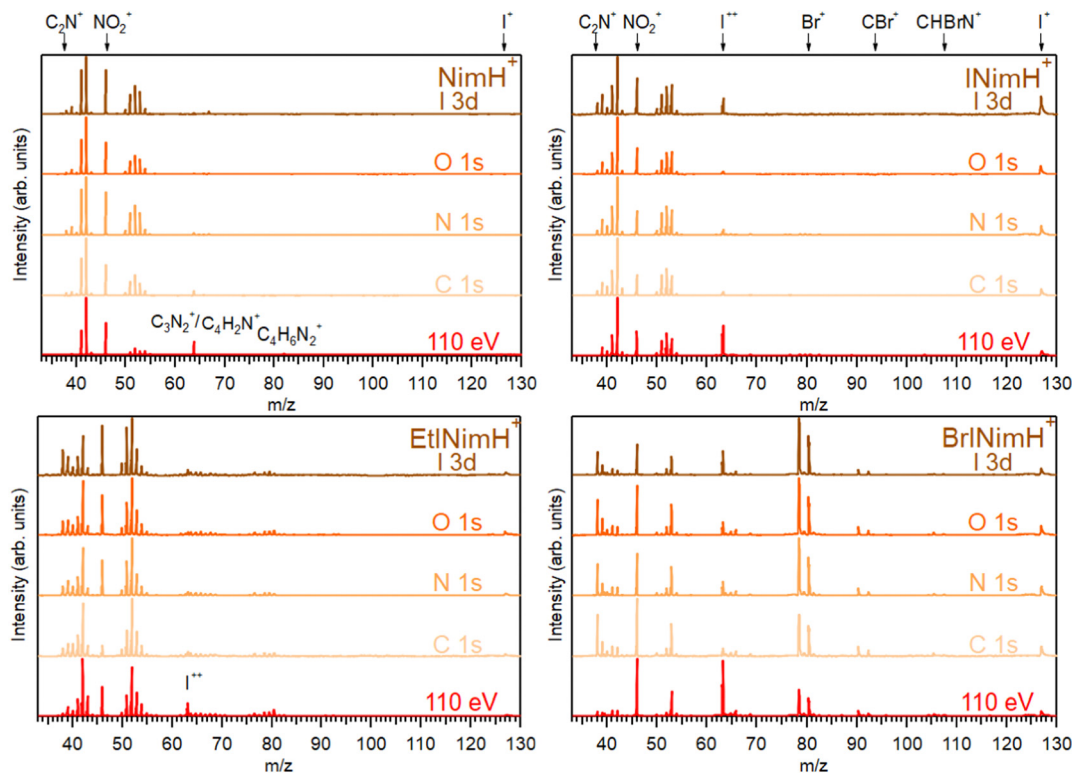 C₂N⁺ NO₂⁺ I⁺
C₂N⁺ NO₂⁺ I⁺⁺ Br⁺ CBr⁺ CHBrN⁺ I⁺
Intensity (arb. units)
NimH⁺
I 3d
O 1s
N 1s
C 1s
C₃N₂⁺/C₄H₂N⁺
C₄H₆N₂⁺
110 eV
40 50 60 70 80 90 100 110 120 130
m/z
Intensity (arb. units)
INimH⁺
I 3d
O 1s
N 1s
C 1s
110 eV
40 50 60 70 80 90 100 110 120 130
m/z
Intensity (arb. units)
EtINimH⁺
I 3d
O 1s
N 1s
C 1s
I⁺⁺
110 eV
40 50 60 70 80 90 100 110 120 130
m/z
Intensity (arb. units)
BrINimH⁺
I 3d
O 1s
N 1s
C 1s
110 eV
40 50 60 70 80 90 100 110 120 130
m/z